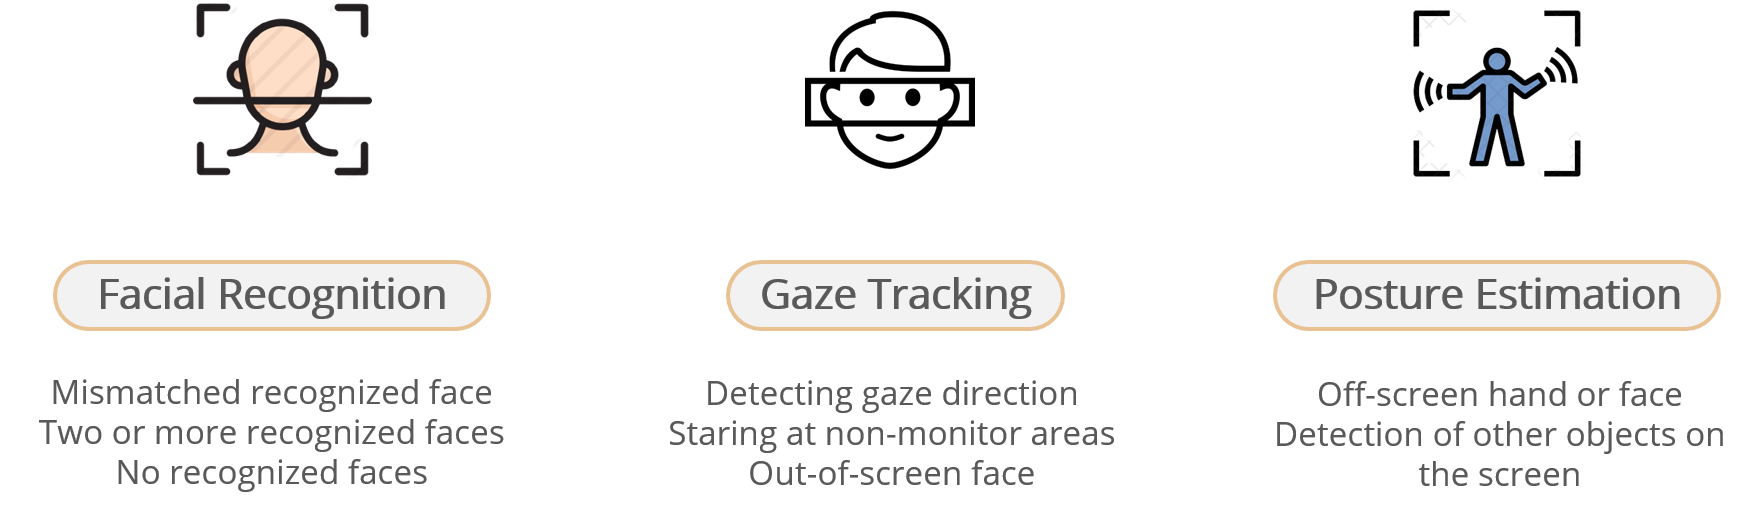 Facial Recognition
Mismatched recognized face
Two or more recognized faces
No recognized faces
Gaze Tracking
Detecting gaze direction
Staring at non-monitor areas
Out-of-screen face
Posture Estimation
Off-screen hand or face
Detection of other objects on
the screen